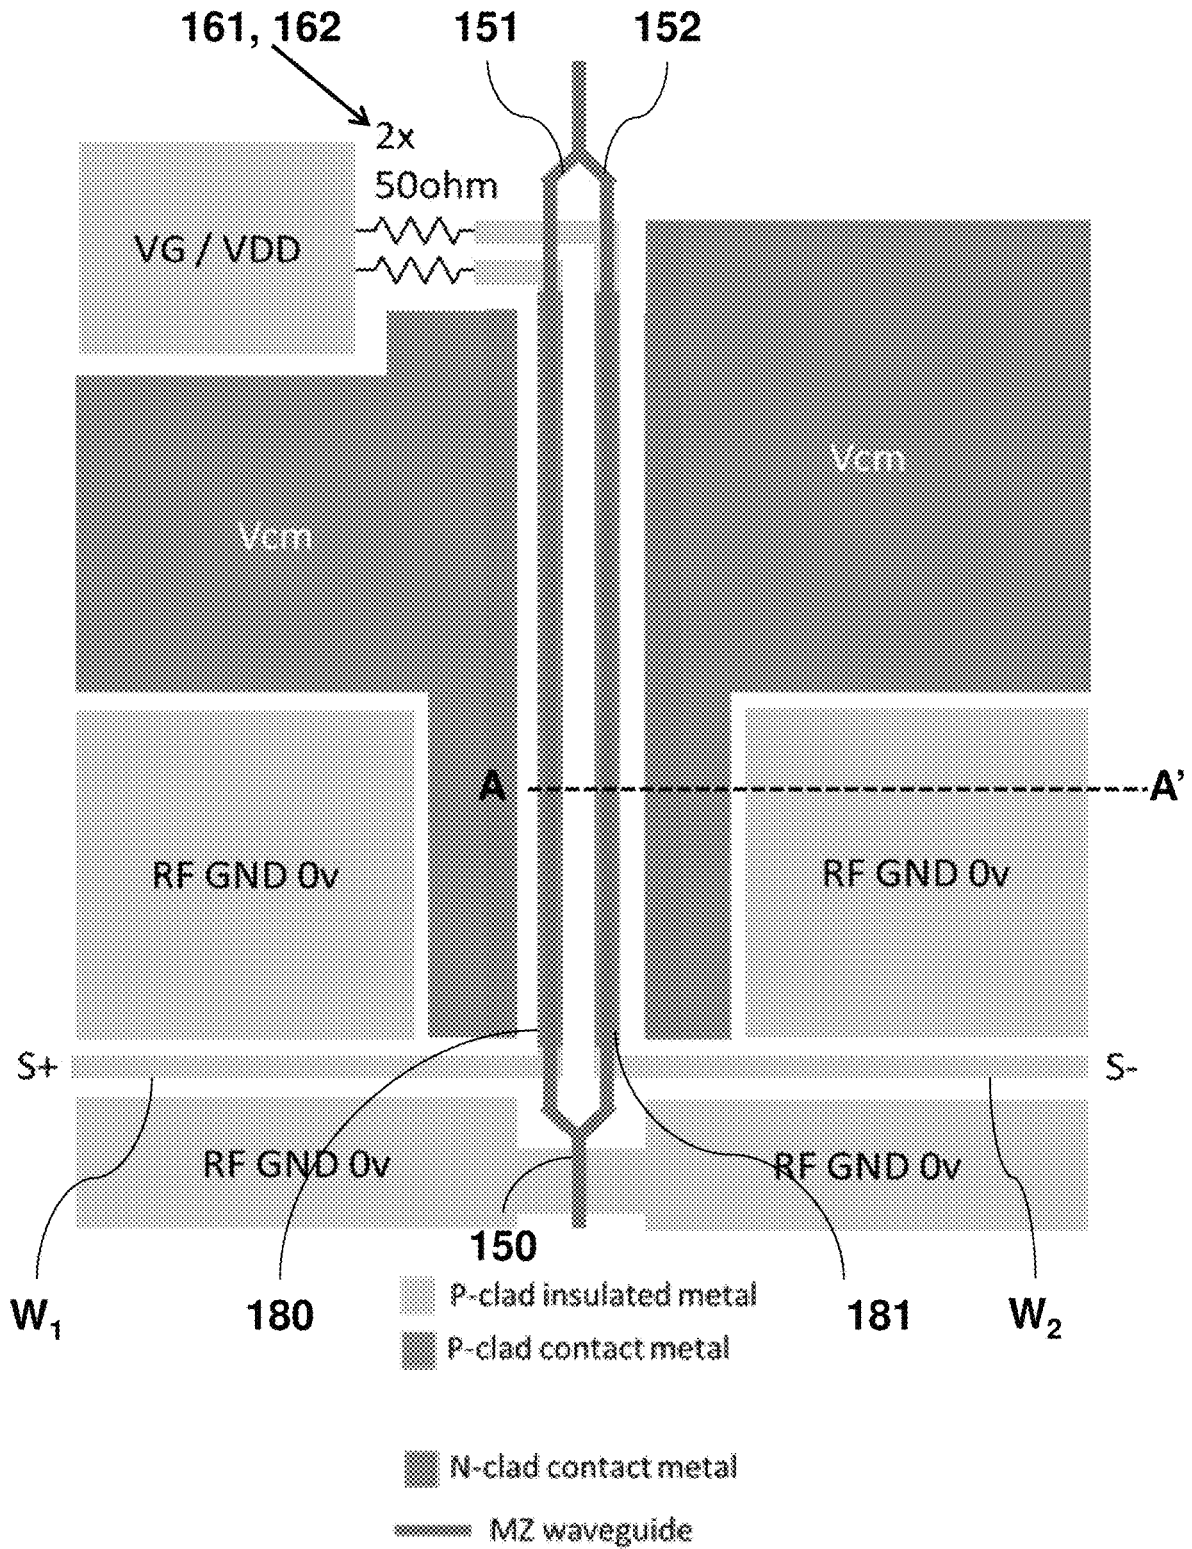 161, 162
151
152
2x
50ohm
VG / VDD
Vcm
Vcm
A
A'
RF GND 0v
RF GND 0v
S+
S-
RF GND 0v
RF GND 0v
150
W1
180
181
W2
P-clad insulated metal
P-clad contact metal
N-clad contact metal
MZ waveguide